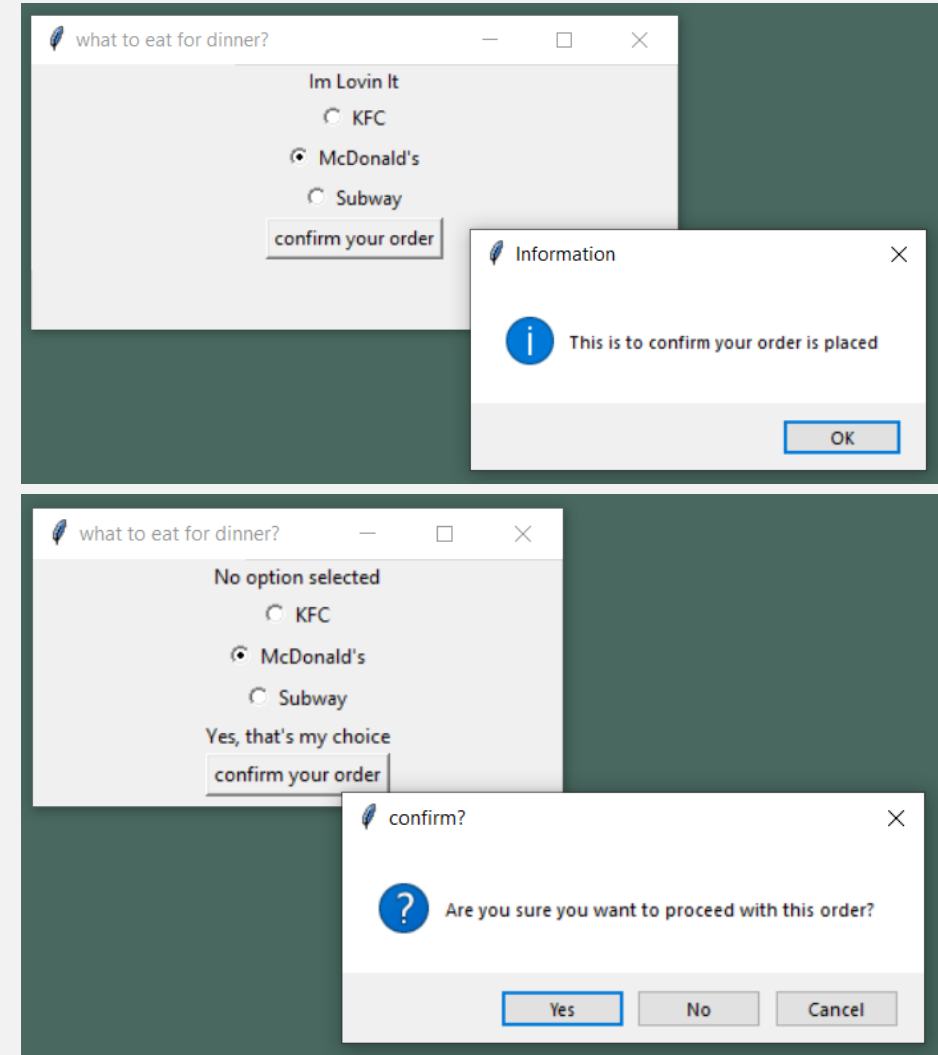 what to eat for dinner?
Im Lovin It
KFC
McDonald's
Subway
confirm your order
Information
This is to confirm your order is placed
OK
what to eat for dinner?
No option selected
KFC
McDonald's
Subway
Yes, that's my choice
confirm your order
confirm?
Are you sure you want to proceed with this order?
Yes No Cancel